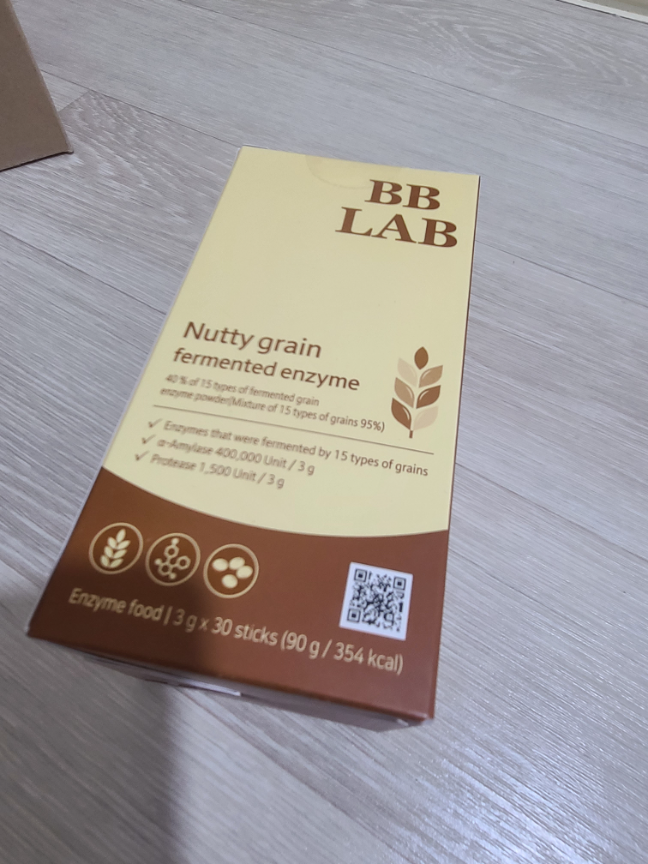 BB
LAB
Nutty grain
fermented enzyme
40 % of 15 types of fermented grain
enzyme powder(Mixture of 15 types of grains 95%)
✓ Enzymes that were fermented by 15 types of grains
✓ α-Amylase 400,000 Unit / 3 g
✓ Protease 1,500 Unit / 3 g
Enzyme food | 3 g x 30 sticks (90 g / 354 kcal)